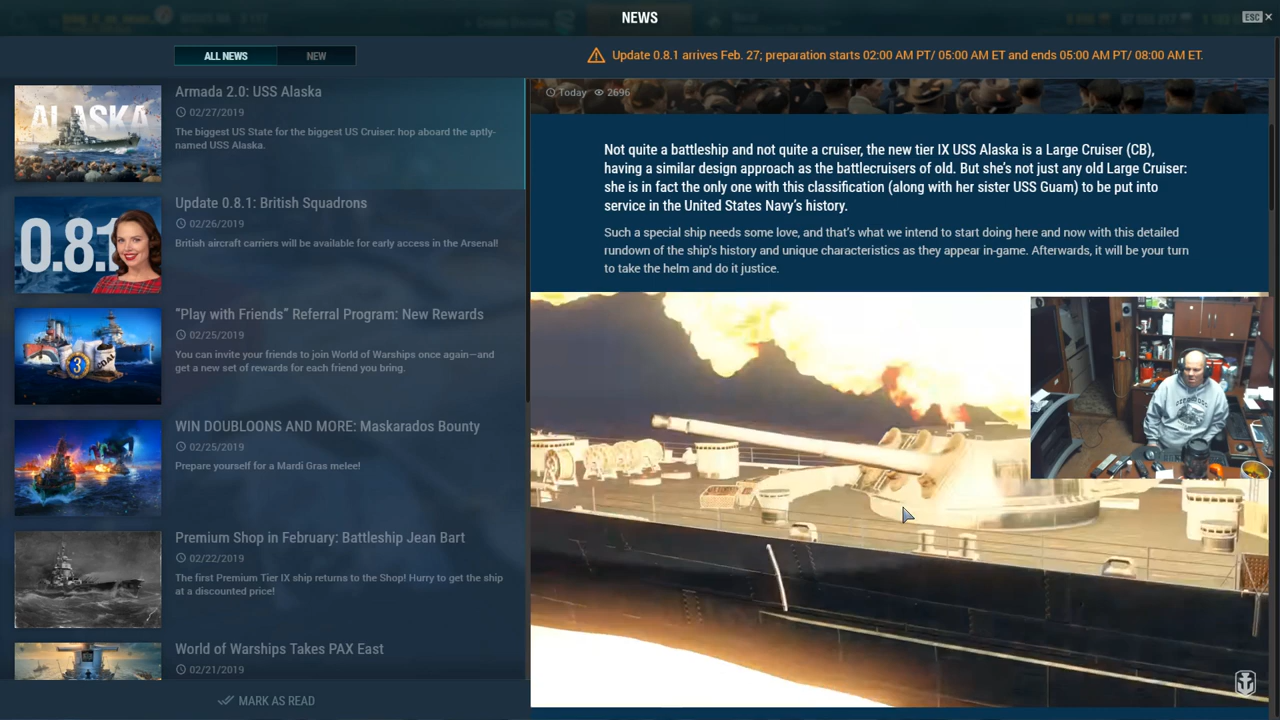 NEWS
ESC
ALL NEWS
NEW
Update 0.8.1 arrives Feb. 27; preparation starts 02:00 AM PT/ 05:00 AM ET and ends 05:00 AM PT/ 08:00 AM ET.
ALASKA
Armada 2.0: USS Alaska
02/27/2019
The biggest US State for the biggest US Cruiser: hop aboard the aptly-
named USS Alaska.
0.8.1
Update 0.8.1: British Squadrons
02/26/2019
British aircraft carriers will be available for early access in the Arsenal!
3
COAL
"Play with Friends" Referral Program: New Rewards
02/25/2019
You can invite your friends to join World of Warships once again—and
get a new set of rewards for each friend you bring.
WIN DOUBLOONS AND MORE: Maskarados Bounty
02/25/2019
Prepare yourself for a Mardi Gras melee!
Premium Shop in February: Battleship Jean Bart
02/22/2019
The first Premium Tier IX ship returns to the Shop! Hurry to get the ship
at a discounted price!
World of Warships Takes PAX East
02/21/2019
MARK AS READ
Today 2696
Not quite a battleship and not quite a cruiser, the new tier IX USS Alaska is a Large Cruiser (CB),
having a similar design approach as the battlecruisers of old. But she's not just any old Large Cruiser:
she is in fact the only one with this classification (along with her sister USS Guam) to be put into
service in the United States Navy's history.
Such a special ship needs some love, and that's what we intend to start doing here and now with this detailed
rundown of the ship's history and unique characteristics as they appear in-game. Afterwards, it will be your turn
to take the helm and do it justice.